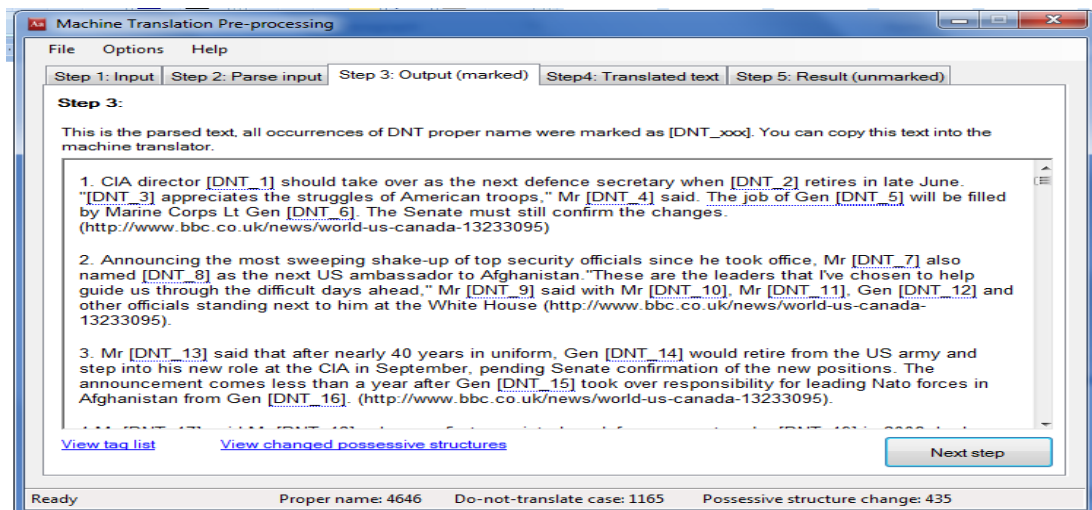 Machine Translation Pre-processing
File Options Help
Step 1: Input Step 2: Parse input Step 3: Output (marked) Step4: Translated text Step 5: Result (unmarked)
Step 3:
This is the parsed text, all occurrences of DNT proper name were marked as [DNT_xxx]. You can copy this text into the
machine translator.
1. CIA director [DNT_1] should take over as the next defence secretary when [DNT_2] retires in late June.
"[DNT_3] appreciates the struggles of American troops," Mr [DNT_4] said. The job of Gen [DNT_5] will be filled
by Marine Corps Lt Gen [DNT_6]. The Senate must still confirm the changes.
(http://www.bbc.co.uk/news/world-us-canada-13233095)
2. Announcing the most sweeping shake-up of top security officials since he took office, Mr [DNT_7] also
named [DNT_8] as the next US ambassador to Afghanistan."These are the leaders that I've chosen to help
guide us through the difficult days ahead," Mr [DNT_9] said with Mr [DNT_10], Mr [DNT_11], Gen [DNT_12] and
other officials standing next to him at the White House (http://www.bbc.co.uk/news/world-us-canada-
13233095).
3. Mr [DNT_13] said that after nearly 40 years in uniform, Gen [DNT_14] would retire from the US army and
step into his new role at the CIA in September, pending Senate confirmation of the new positions. The
announcement comes less than a year after Gen [DNT_15] took over responsibility for leading Nato forces in
Afghanistan from Gen [DNT_16]. (http://www.bbc.co.uk/news/world-us-canada-13233095).
View tag list View changed possessive structures
Next step
Ready Proper name: 4646 Do-not-translate case: 1165 Possessive structure change: 435